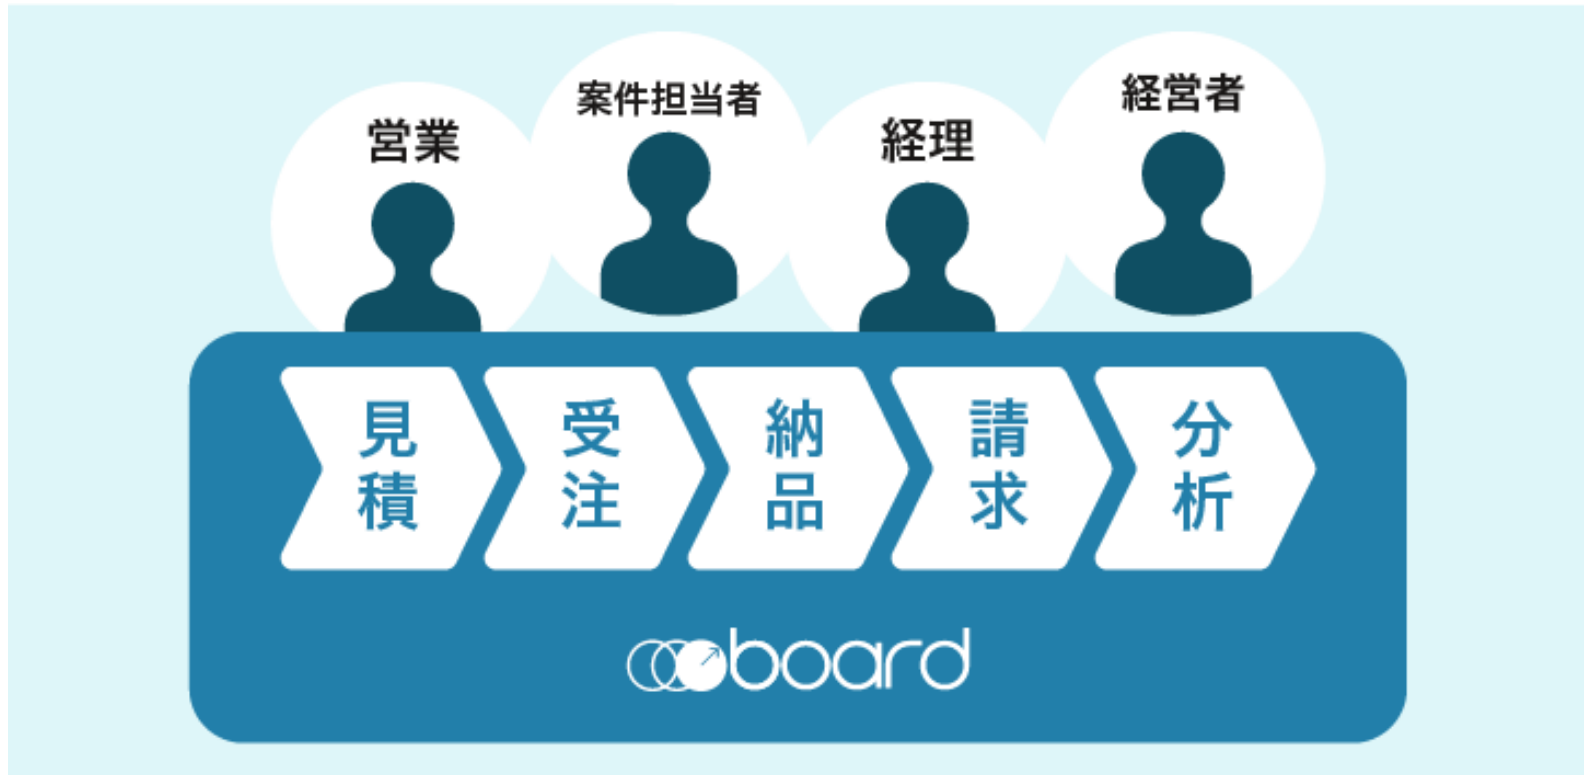 営業
案件担当者
経理
経営者
見積
受注
納品
請求
分析
board